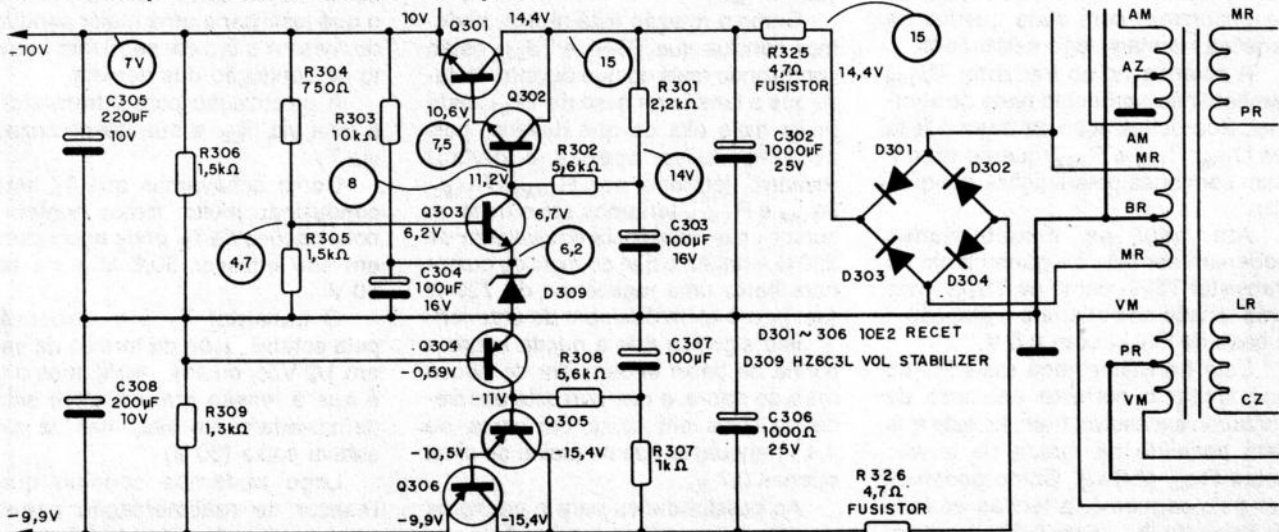 10V
14,4V
Q301
-10V
7V
C305
220µF
10V
R304
750Ω
R303
8
R306
1,5kΩ
R305
1,5kΩ
4,7
10,6V
7,5
Q302
11,2V
15
R301
2,2kΩ
R302
5,6kΩ
14V
Q303
6,2V
6,7V
C303
100µF
16V
C304
100µF
16V
D309
R325
4,7Ω
FUSISTOR
15
14,4V
C302
1000µF
25V
D301
D302
D303
D304
AM
AZ
AM
MR
BR
MR
VM
PR
VM
MR
PR
LR
CZ
D301 A 306 10E2 RECET
D309 HZ6C3L VOL STABILIZER
C308
200µF
10V
R309
1,3kΩ
Q304
-0,59V
-11V
R308
5,6kΩ
C307
100µF
Q305
-10,5V
-15,4V
Q306
-9,9V
-15,4V
R307
1kΩ
C306
1000Ω
25V
R326
4,7Ω
FUSISTOR
-9,9V